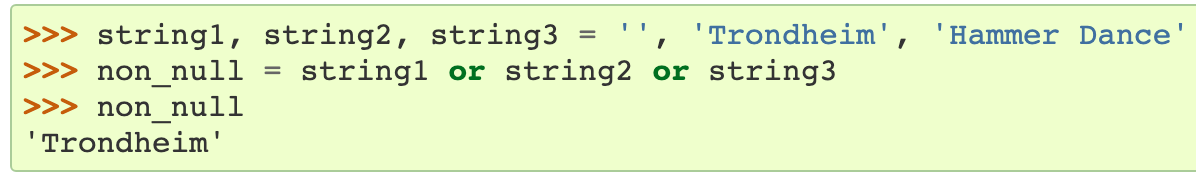 >>> string1, string2, string3 = '', 'Trondheim', 'Hammer Dance'
>>> non_null = string1 or string2 or string3
>>> non_null
'Trondheim'